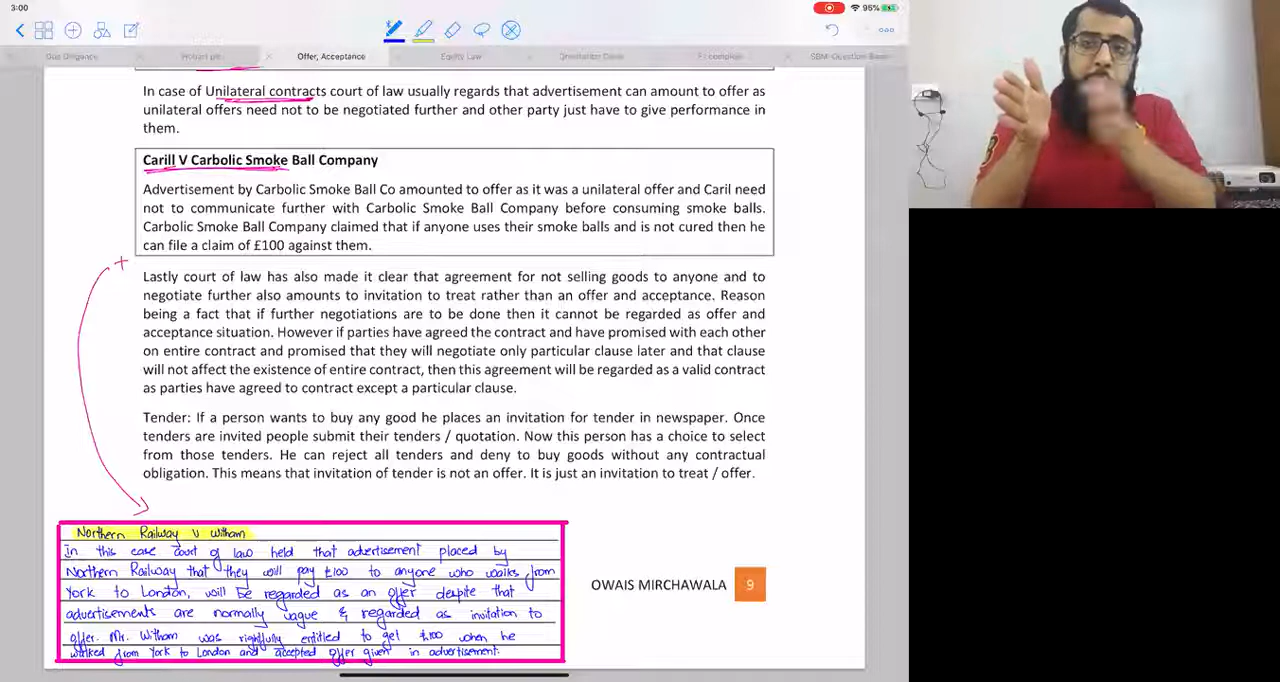 3:00
95%
Due Diligence
Offer, Acceptance
Equity Law
SBM-Question Base
In case of Unilateral contracts court of law usually regards that advertisement can amount to offer as
unilateral offers need not to be negotiated further and other party just have to give performance in
them.
Carill V Carbolic Smoke Ball Company
Advertisement by Carbolic Smoke Ball Co amounted to offer as it was a unilateral offer and Caril need
not to communicate further with Carbolic Smoke Ball Company before consuming smoke balls.
Carbolic Smoke Ball Company claimed that if anyone uses their smoke balls and is not cured then he
can file a claim of £100 against them.
Lastly court of law has also made it clear that agreement for not selling goods to anyone and to
negotiate further also amounts to invitation to treat rather than an offer and acceptance. Reason
being a fact that if further negotiations are to be done then it cannot be regarded as offer and
acceptance situation. However if parties have agreed the contract and have promised with each other
on entire contract and promised that they will negotiate only particular clause later and that clause
will not affect the existence of entire contract, then this agreement will be regarded as a valid contract
as parties have agreed to contract except a particular clause.
Tender: If a person wants to buy any good he places an invitation for tender in newspaper. Once
tenders are invited people submit their tenders / quotation. Now this person has a choice to select
from those tenders. He can reject all tenders and deny to buy goods without any contractual
obligation. This means that invitation of tender is not an offer. It is just an invitation to treat / offer.
Northern Railway v Witham
In this case court of law held that advertisement placed by
Northern Railway that they will pay £100 to anyone who walks from
York to London, will be regarded as an offer despite that
advertisements are normally vague & regarded as invitation to
offer. Mr. Witham was rightfully entitled to get £100 when he
walked from York to London and accepted offer given in advertisement.
OWAIS MIRCHAWALA 9